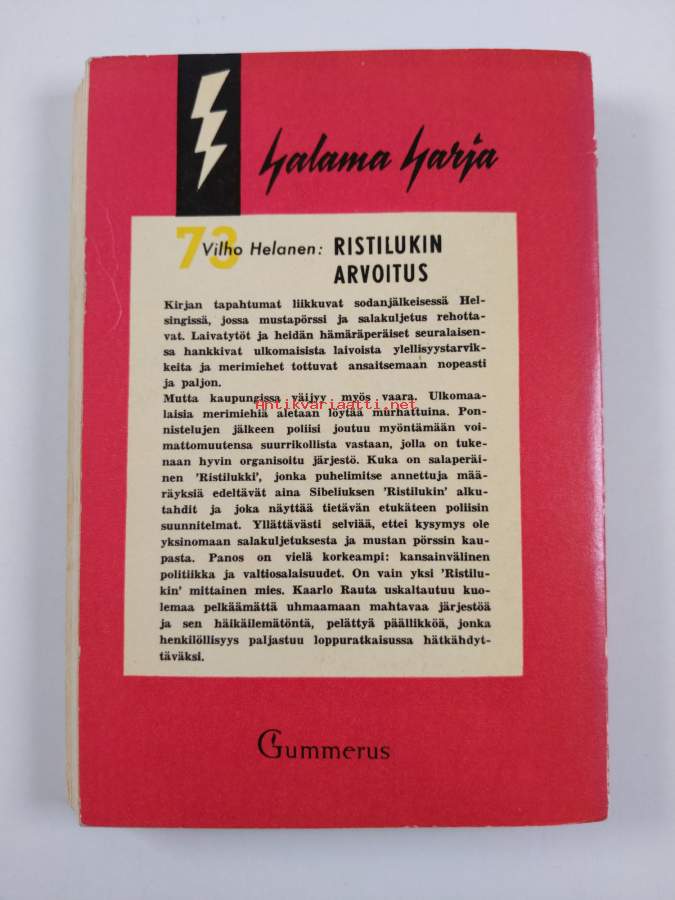 Salama Sarja
73
Vilho Helanen: RISTILUKIN
ARVOITUS
Kirjan tapahtumat liikkuvat sodanjälkeisessä Hel-
singissä, jossa mustapörssi ja salakuljetus rehotta-
vat. Laivatytöt ja heidän hämäräperäiset seuralaisen-
sa hankkivat ulkomaisista laivoista ylellisyystarvik-
keita ja merimiehet tottuvat ansaitsemaan nopeasti
ja paljon.
Mutta kaupungissa väijyy myös vaara. Ulkomaa-
Antikvariaatti.net
laisia merimiehiä aletaan löytää murhattuina. Pon-
nistelujen jälkeen poliisi joutuu myöntämään voi-
mattomuutensa suurrikollista vastaan, jolla on tuke-
naan hyvin organisoitu järjestö. Kuka on salaperäi-
nen 'Ristilukki', jonka puhelimitse annettuja mää-
räyksiä edeltävät aina Sibeliuksen 'Ristilukin' alku-
tahdit ja joka näyttää tietävän etukäteen poliisin
suunnitelmat. Yllättävästi selviää, ettei kysymys ole
yksinomaan salakuljetuksesta ja mustan pörssin kau-
pasta. Panos on vielä korkeampi: kansainvälinen
politiikka ja valtiosalaisuudet. On vain yksi 'Ristilu-
kin' mittainen mies. Kaarlo Rauta uskaltautuu kuo-
lemaa pelkäämättä uhmaamaan mahtavaa järjestöä
ja sen häikäilemätöntä, pelättyä päällikköä, jonka
henkilöllisyys paljastuu loppuratkaisussa hätkähdyt-
täväksi.
Gummerus